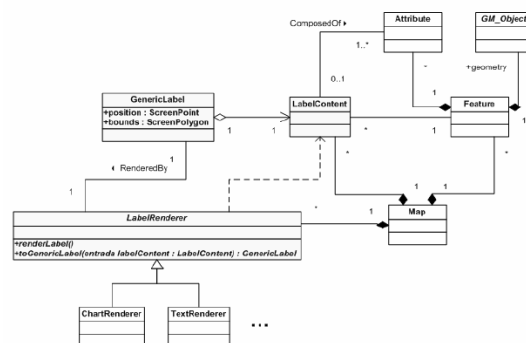 ComposedOf
Attribute
GM_Object
1..*
0..1
+geometry
1
1
GenericLabel
+position : ScreenPoint
+bounds : ScreenPolygon
1
1
LabelContent
*
1
Feature
1
RenderedBy
1
*
*
1
1
LabelRenderer
+renderLabel()
+toGenericLabel(entrada labelContent : LabelContent) : GenericLabel
*
1
Map
ChartRenderer
TextRenderer
...